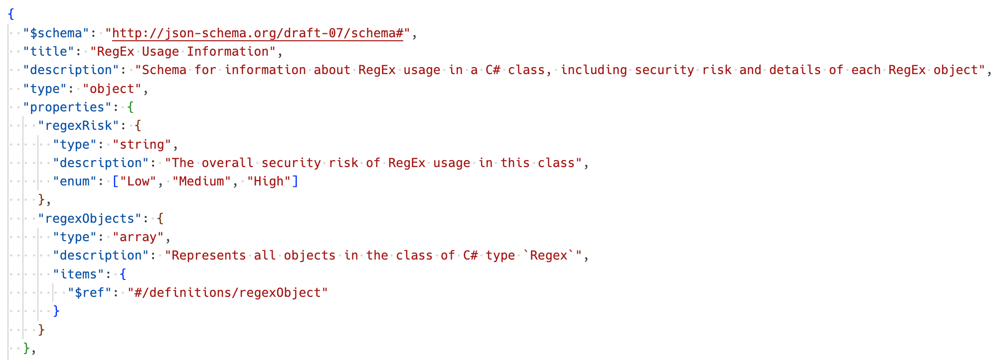 {
  "$schema": "http://json-schema.org/draft-07/schema#",
  "title": "RegEx Usage Information",
  "description": "Schema for information about RegEx usage in a C# class, including security risk and details of each RegEx object",
  "type": "object",
  "properties": {
    "regexRisk": {
      "type": "string",
      "description": "The overall security risk of RegEx usage in this class",
      "enum": ["Low", "Medium", "High"]
    },
    "regexObjects": {
      "type": "array",
      "description": "Represents all objects in the class of C# type `Regex`",
      "items": {
        "$ref": "#/definitions/regexObject"
      }
    }
  },